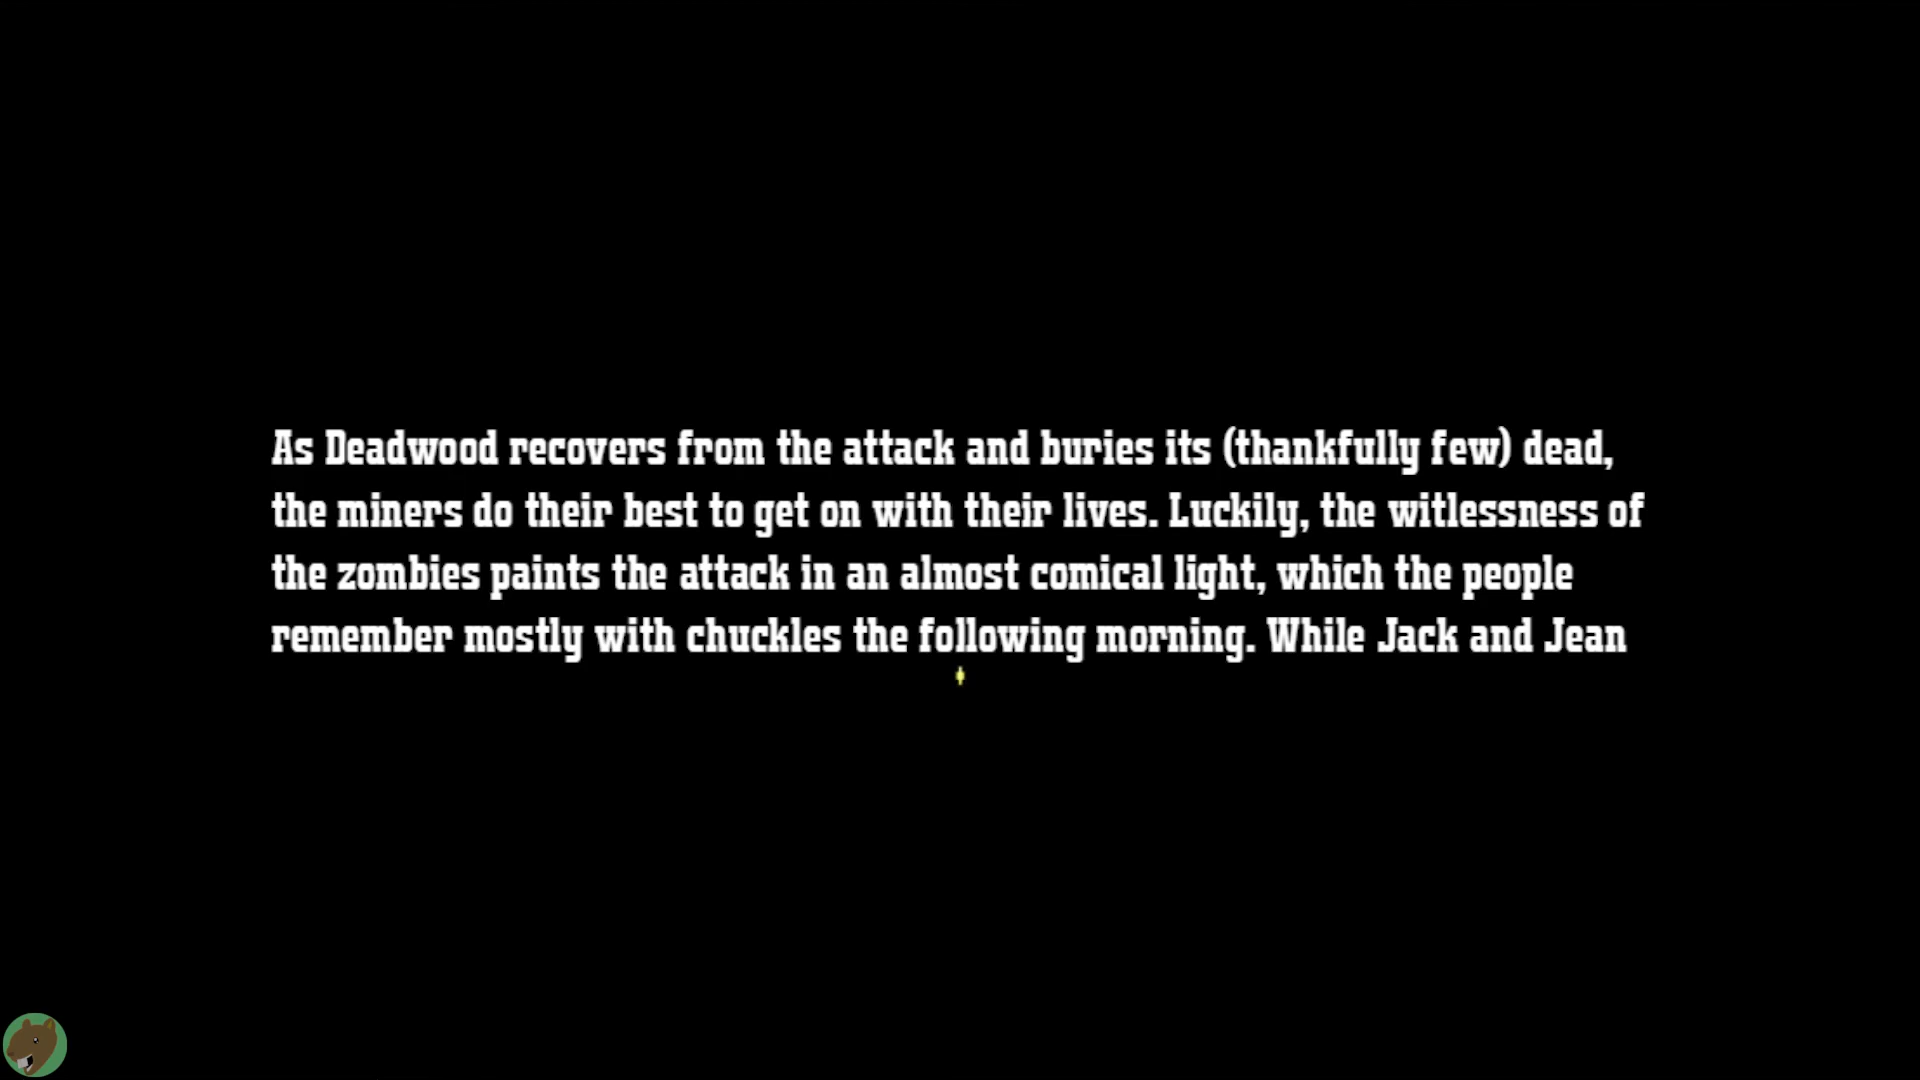 As Deadwood recovers from the attack and buries its (thankfully few) dead,
the miners do their best to get on with their lives. Luckily, the witlessness of
the zombies paints the attack in an almost comical light, which the people
remember mostly with chuckles the following morning. While Jack and Jean